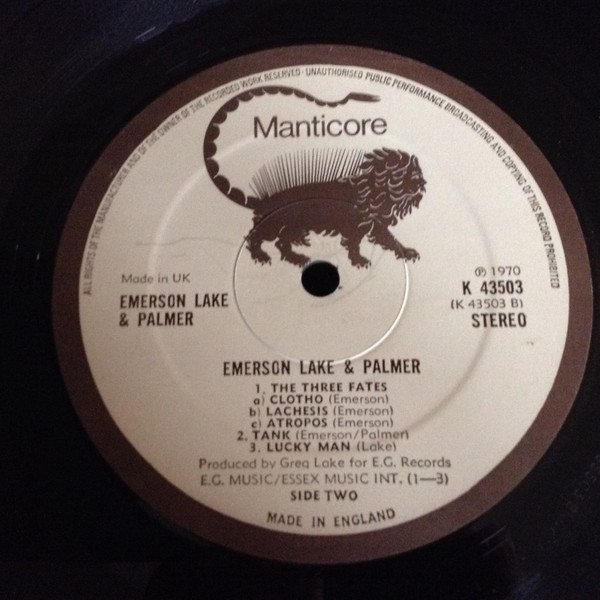 ALL RIGHTS OF THE MANUFACTURER AND OF THE OWNER OF THE RECORDED WORK RESERVED · UNAUTHORISED PUBLIC PERFORMANCE BROADCASTING AND COPYING OF THIS RECORD PROHIBITED
Manticore
Made in UK
EMERSON LAKE
& PALMER
℗ 1970
K 43503
(K 43503 B)
STEREO
EMERSON LAKE & PALMER
1. THE THREE FATES
a) CLOTHO (Emerson)
b) LACHESIS (Emerson)
c) ATROPOS (Emerson)
2. TANK (Emerson/Palmer)
3. LUCKY MAN (Lake)
Produced by Greg Lake for E.G. Records
E.G. MUSIC/ESSEX MUSIC INT. (1—3)
SIDE TWO
MADE IN ENGLAND